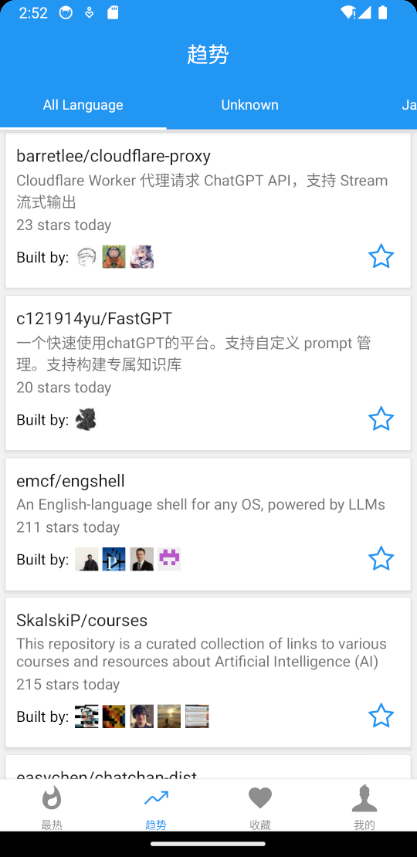 2:52
趋势
All Language
Unknown
Ja
barretlee/cloudflare-proxy
Cloudflare Worker 代理请求 ChatGPT API，支持 Stream
流式输出
23 stars today
Built by:
c121914yu/FastGPT
一个快速使用chatGPT的平台。支持自定义 prompt 管
理。支持构建专属知识库
20 stars today
Built by:
emcf/engshell
An English-language shell for any OS, powered by LLMs
211 stars today
Built by:
SkalskiP/courses
This repository is a curated collection of links to various
courses and resources about Artificial Intelligence (AI)
215 stars today
Built by:
easychen/chatchan-dist
最热
趋势
收藏
我的